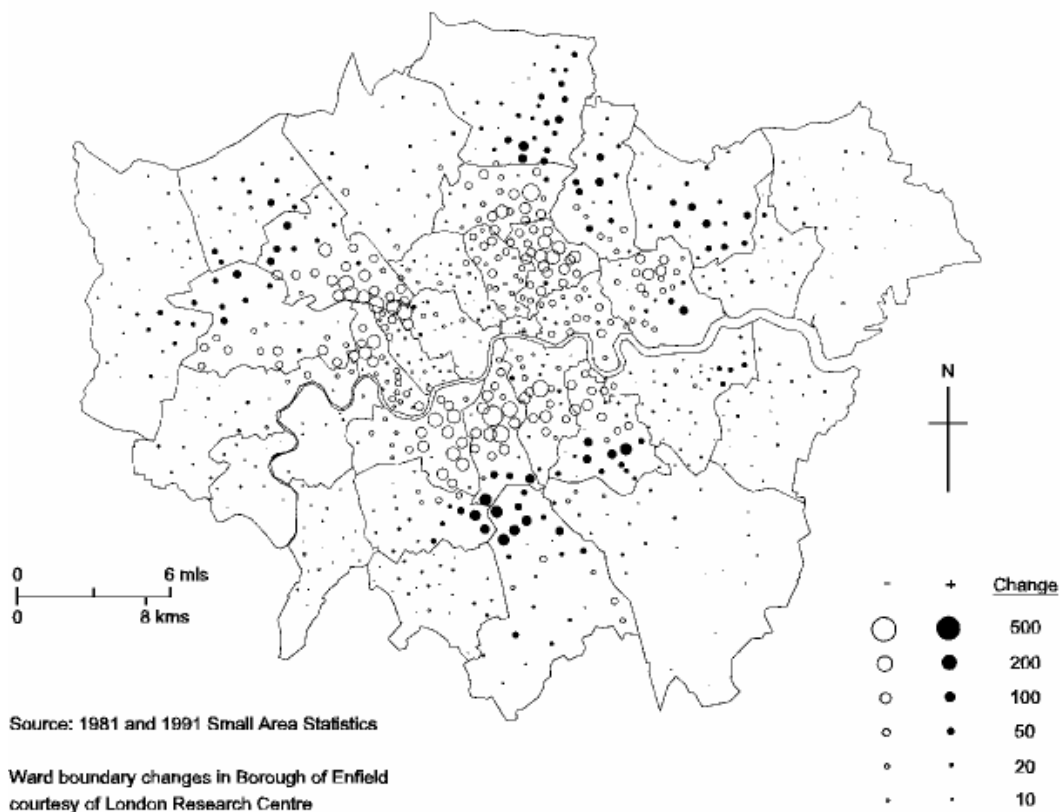 N
0 6 mls
0 8 kms
- + Change
500
200
100
50
20
10
Source: 1981 and 1991 Small Area Statistics
Ward boundary changes in Borough of Enfield
courtesy of London Research Centre